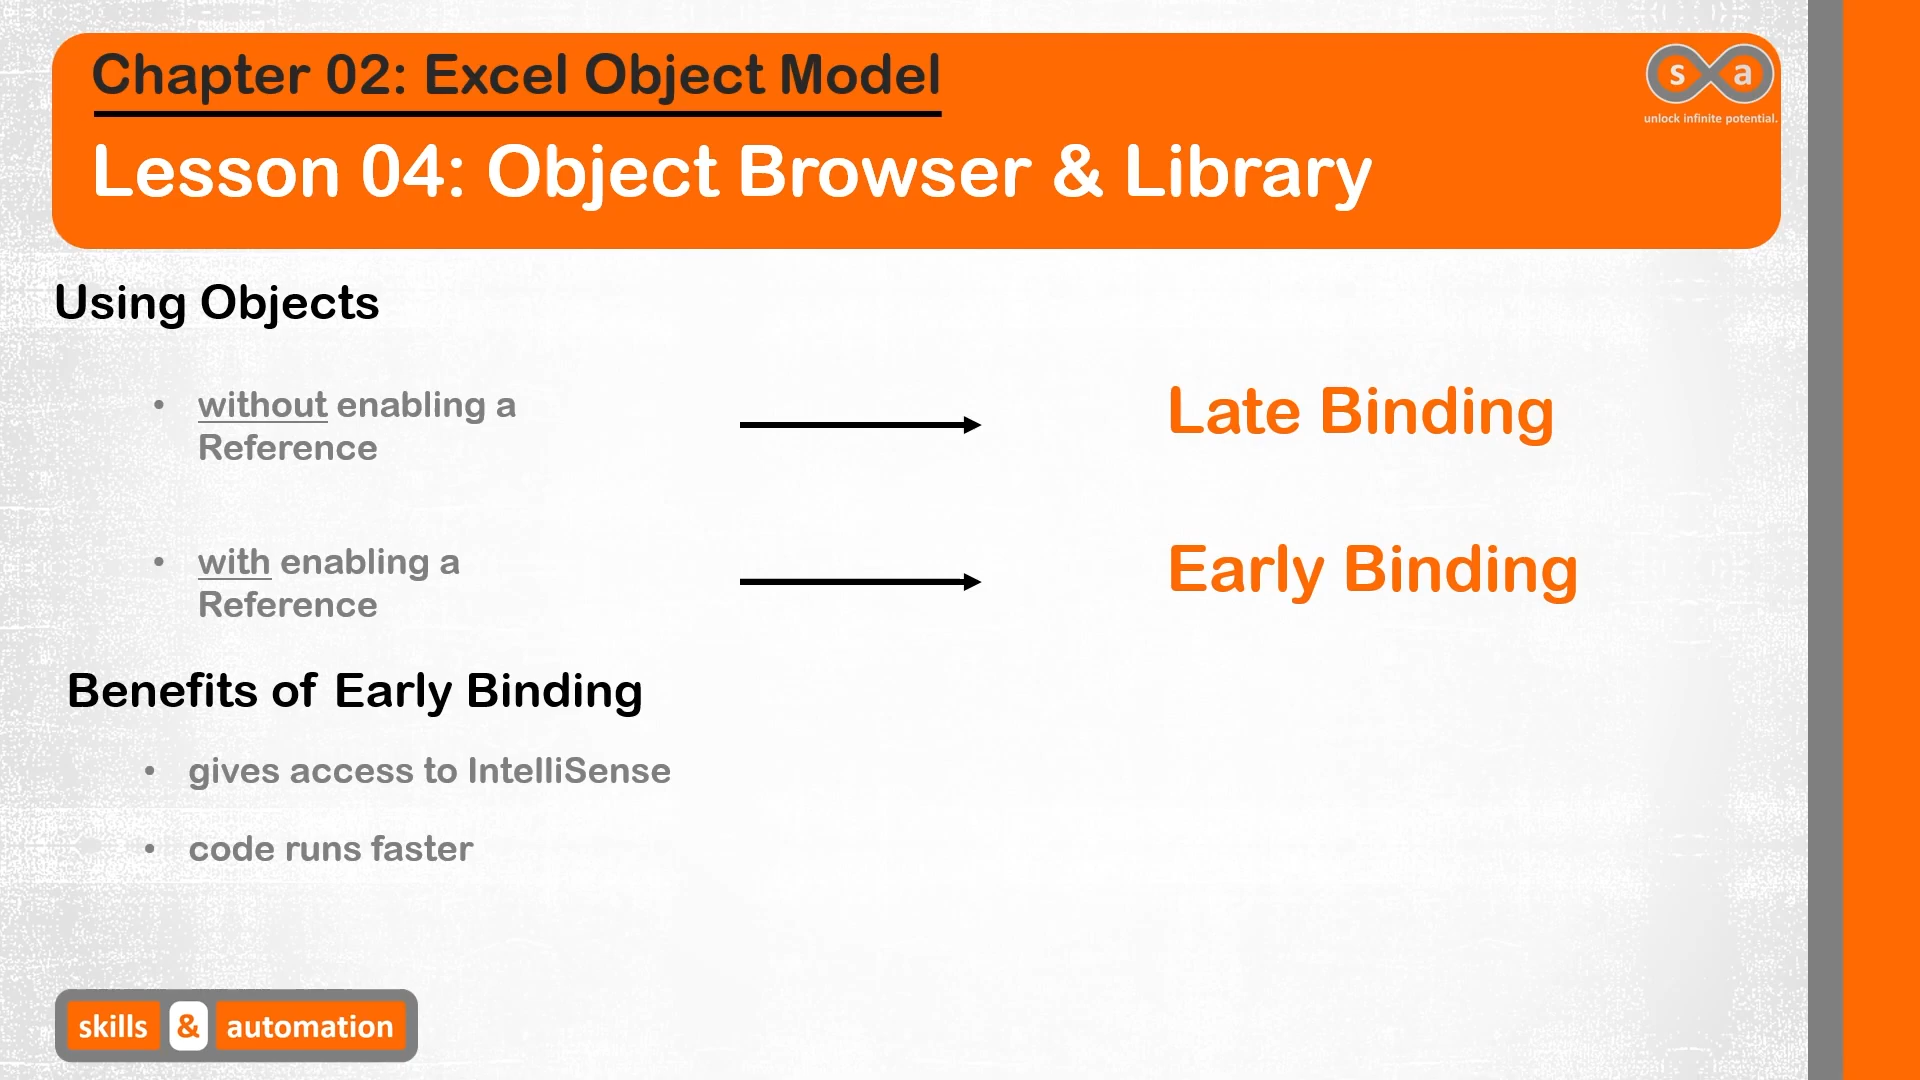 Chapter 02: Excel Object Model
s a
unlock infinite potential.
Lesson 04: Object Browser & Library
Using Objects
• without enabling a
Reference
Late Binding
• with enabling a
Reference
Early Binding
Benefits of Early Binding
• gives access to IntelliSense
• code runs faster
skills & automation